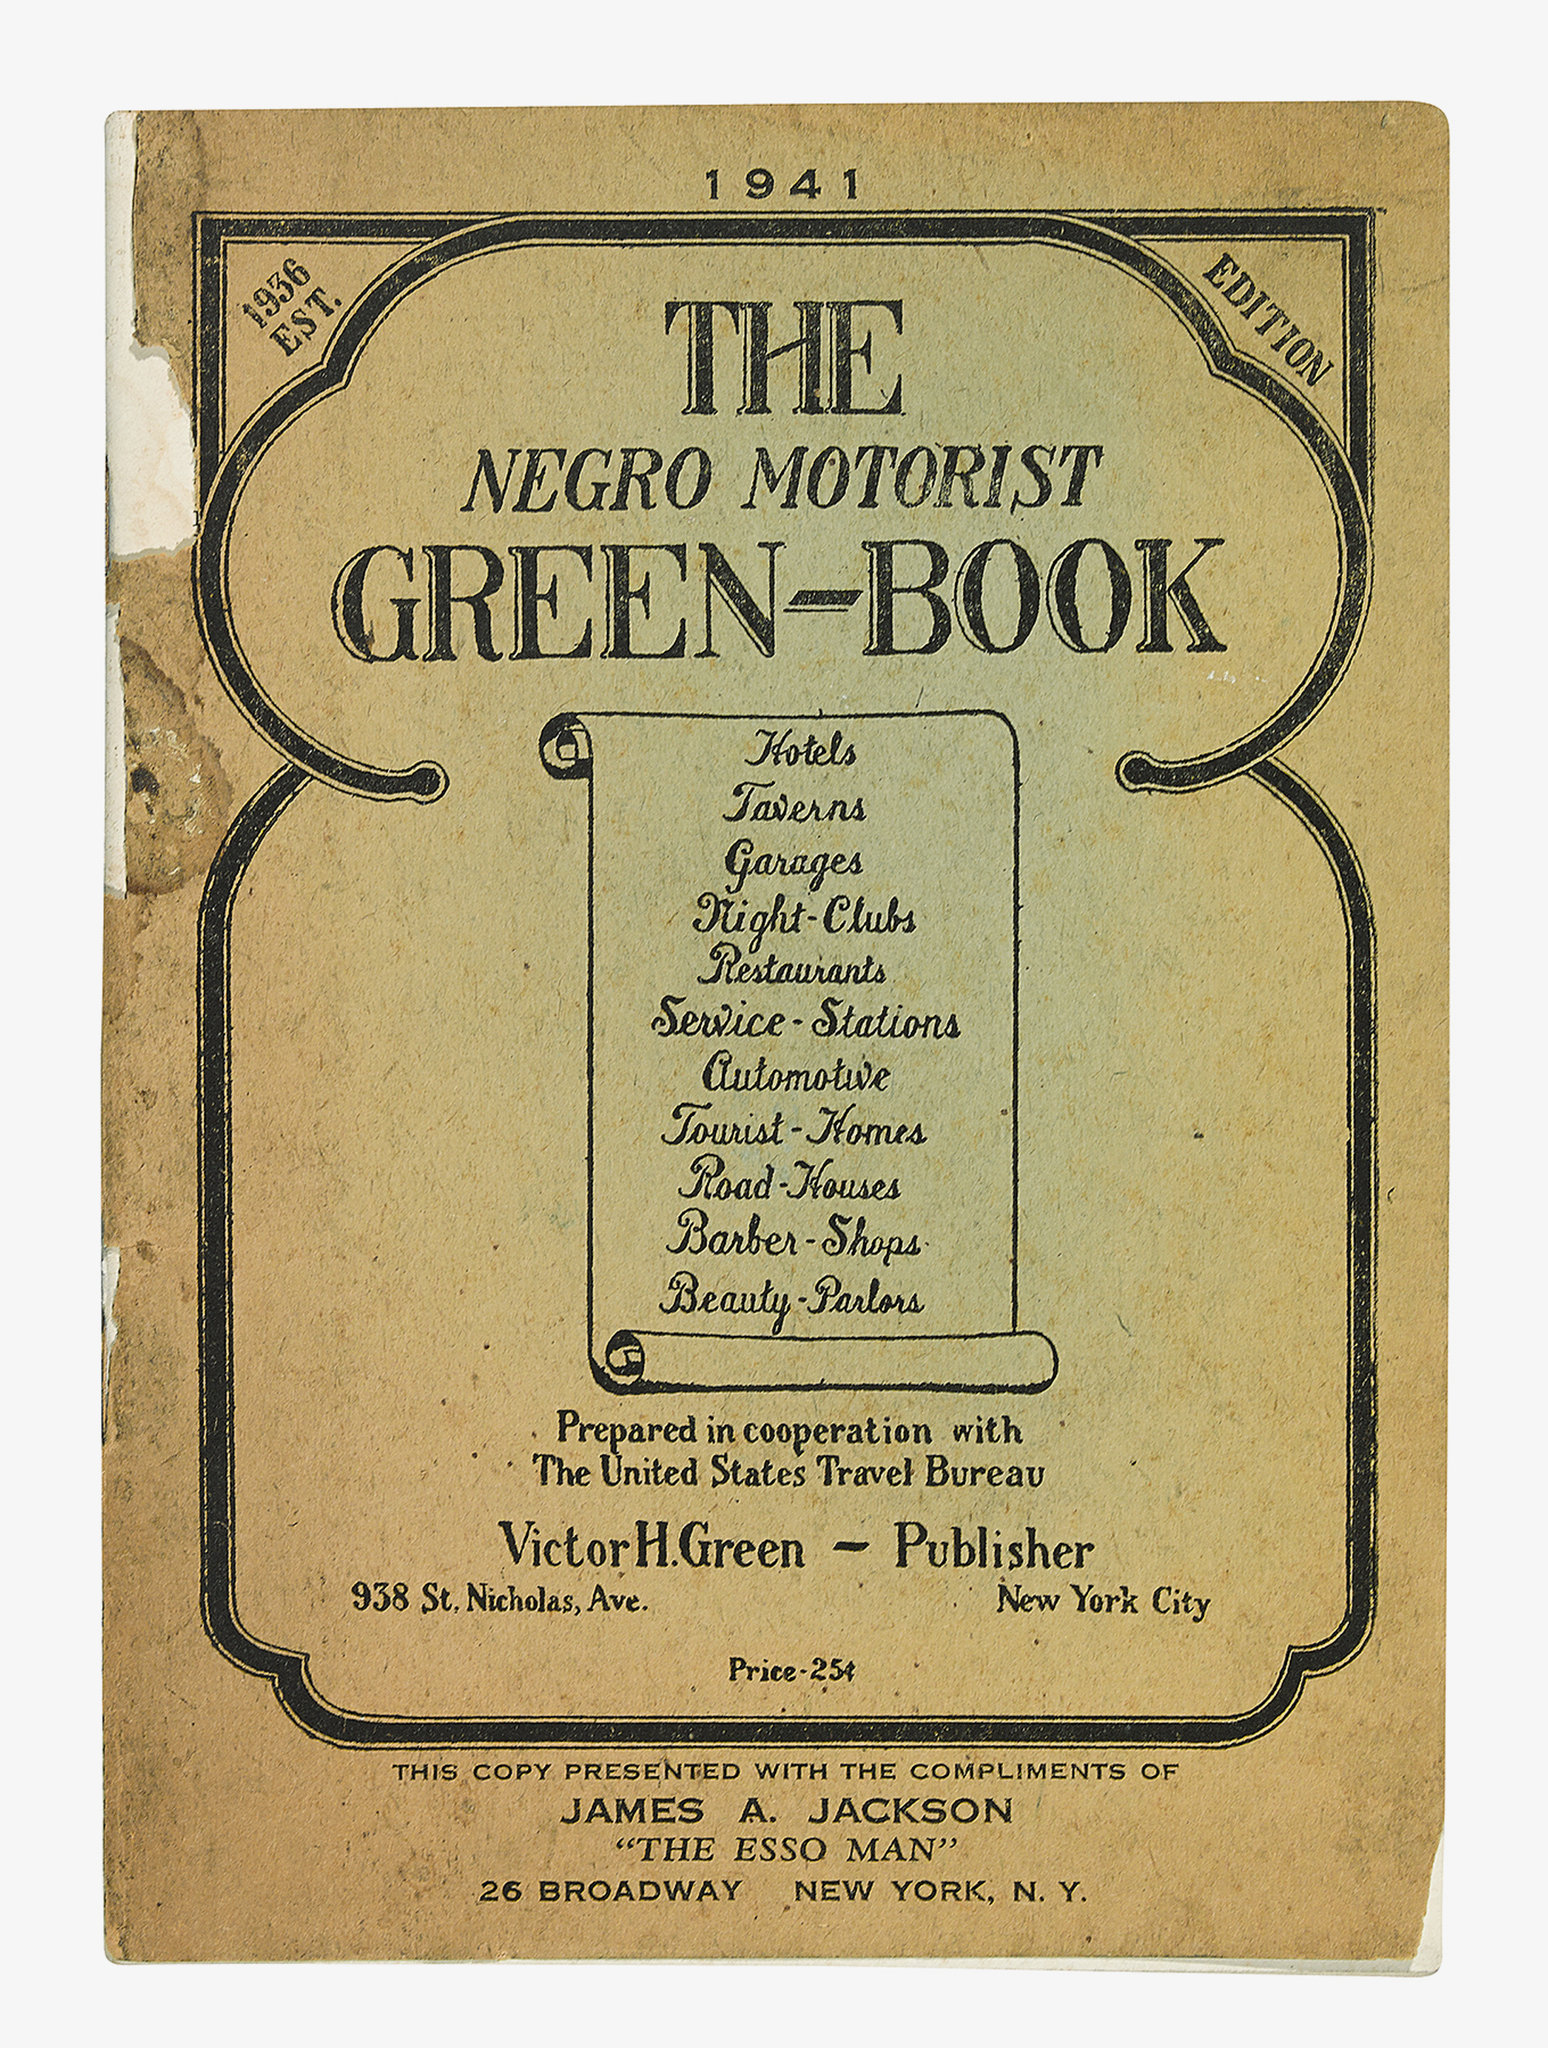 1941
1936
EST.
EDITION
THE
NEGRO MOTORIST
GREEN-BOOK
Hotels
Taverns
Garages
Night-Clubs
Restaurants
Service-Stations
Automotive
Tourist-Homes
Road-Houses
Barber-Shops
Beauty-Parlors
Prepared in cooperation with
The United States Travel Bureau
Victor H. Green — Publisher
938 St. Nicholas, Ave. New York City
Price-25¢
THIS COPY PRESENTED WITH THE COMPLIMENTS OF
JAMES A. JACKSON
“THE ESSO MAN”
26 BROADWAY NEW YORK, N. Y.